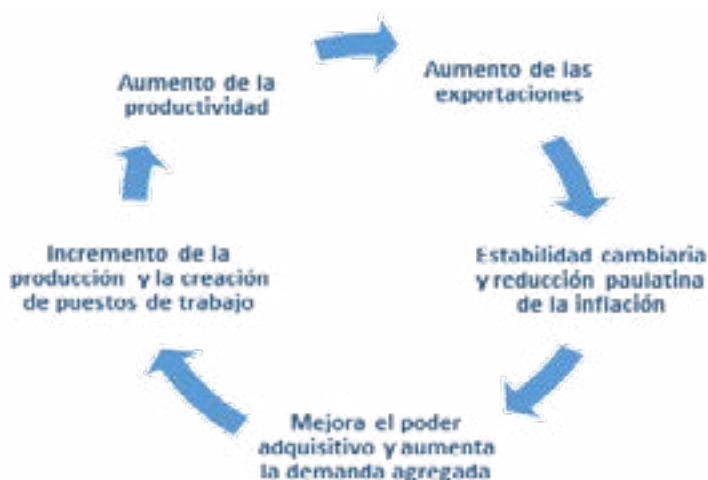 Aumento de la
productividad
Aumento de las
exportaciones
Estabilidad cambiaria
y reducción paulatina
de la inflación
Mejora el poder
adquisitivo y aumenta
la demanda agregada
Incremento de la
producción y la creación
de puestos de trabajo